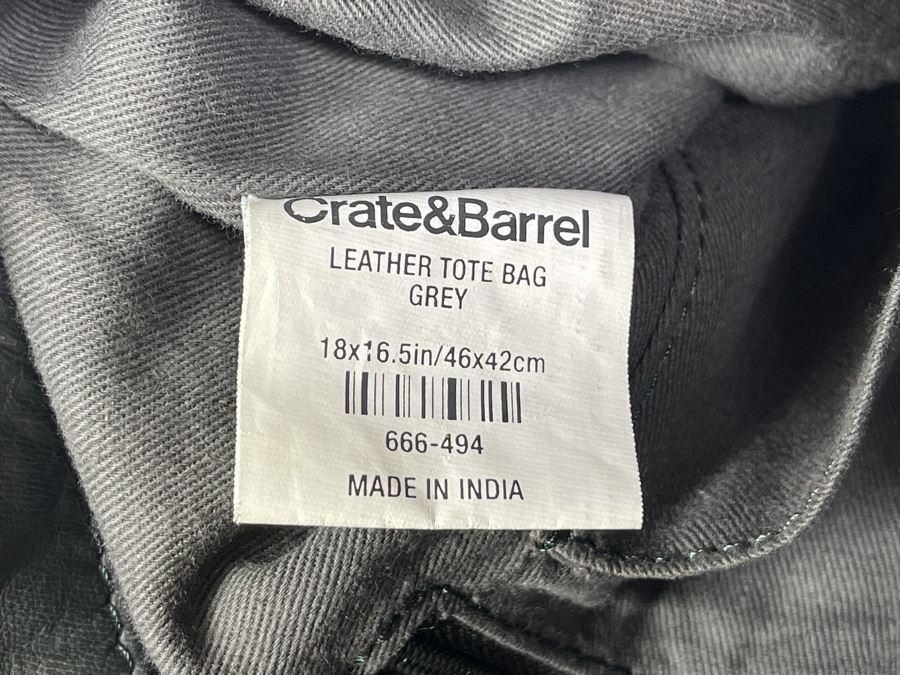 Crate&Barrel
LEATHER TOTE BAG
GREY
18x16.5in/46x42cm
666-494
MADE IN INDIA